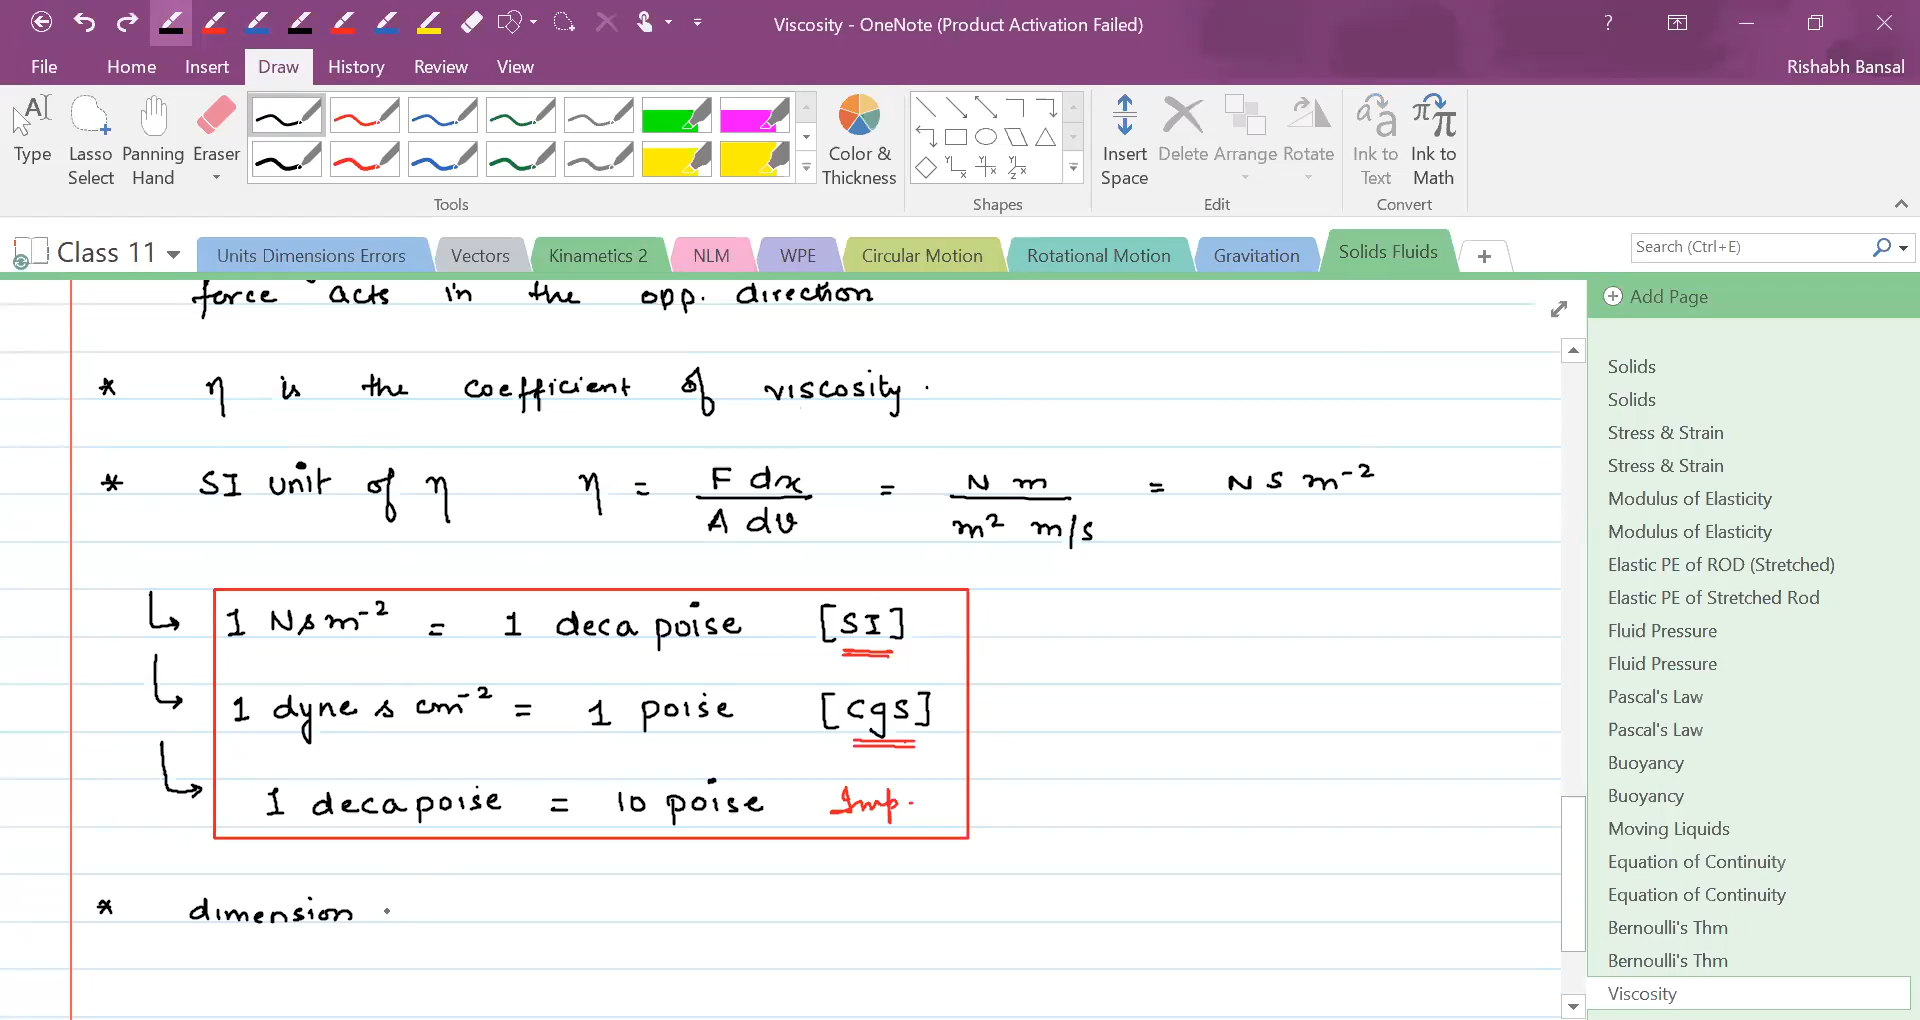 Viscosity - OneNote (Product Activation Failed)
?
File Home Insert Draw History Review View
Rishabh Bansal
Type Lasso Select Panning Hand Eraser
Color & Thickness
Insert Space Delete Arrange Rotate Ink to Text Ink to Math
Tools Shapes Edit Convert
Class 11 Units Dimensions Errors Vectors Kinametics 2 NLM WPE Circular Motion Rotational Motion Gravitation Solids Fluids +
Search (Ctrl+E)
force acts in the opp. direction
* η is the coefficient of viscosity.
* SI unit of η η = F dx / A dv = N m / m² m/s = N s m⁻²
↳ 1 N s m⁻² = 1 deca poise [SI]
↳ 1 dyne s cm⁻² = 1 poise [cgs]
↳ 1 decapoise = 10 poise Imp.
* dimension
Add Page
Solids
Solids
Stress & Strain
Stress & Strain
Modulus of Elasticity
Modulus of Elasticity
Elastic PE of ROD (Stretched)
Elastic PE of Stretched Rod
Fluid Pressure
Fluid Pressure
Pascal's Law
Pascal's Law
Buoyancy
Buoyancy
Moving Liquids
Equation of Continuity
Equation of Continuity
Bernoulli's Thm
Bernoulli's Thm
Viscosity